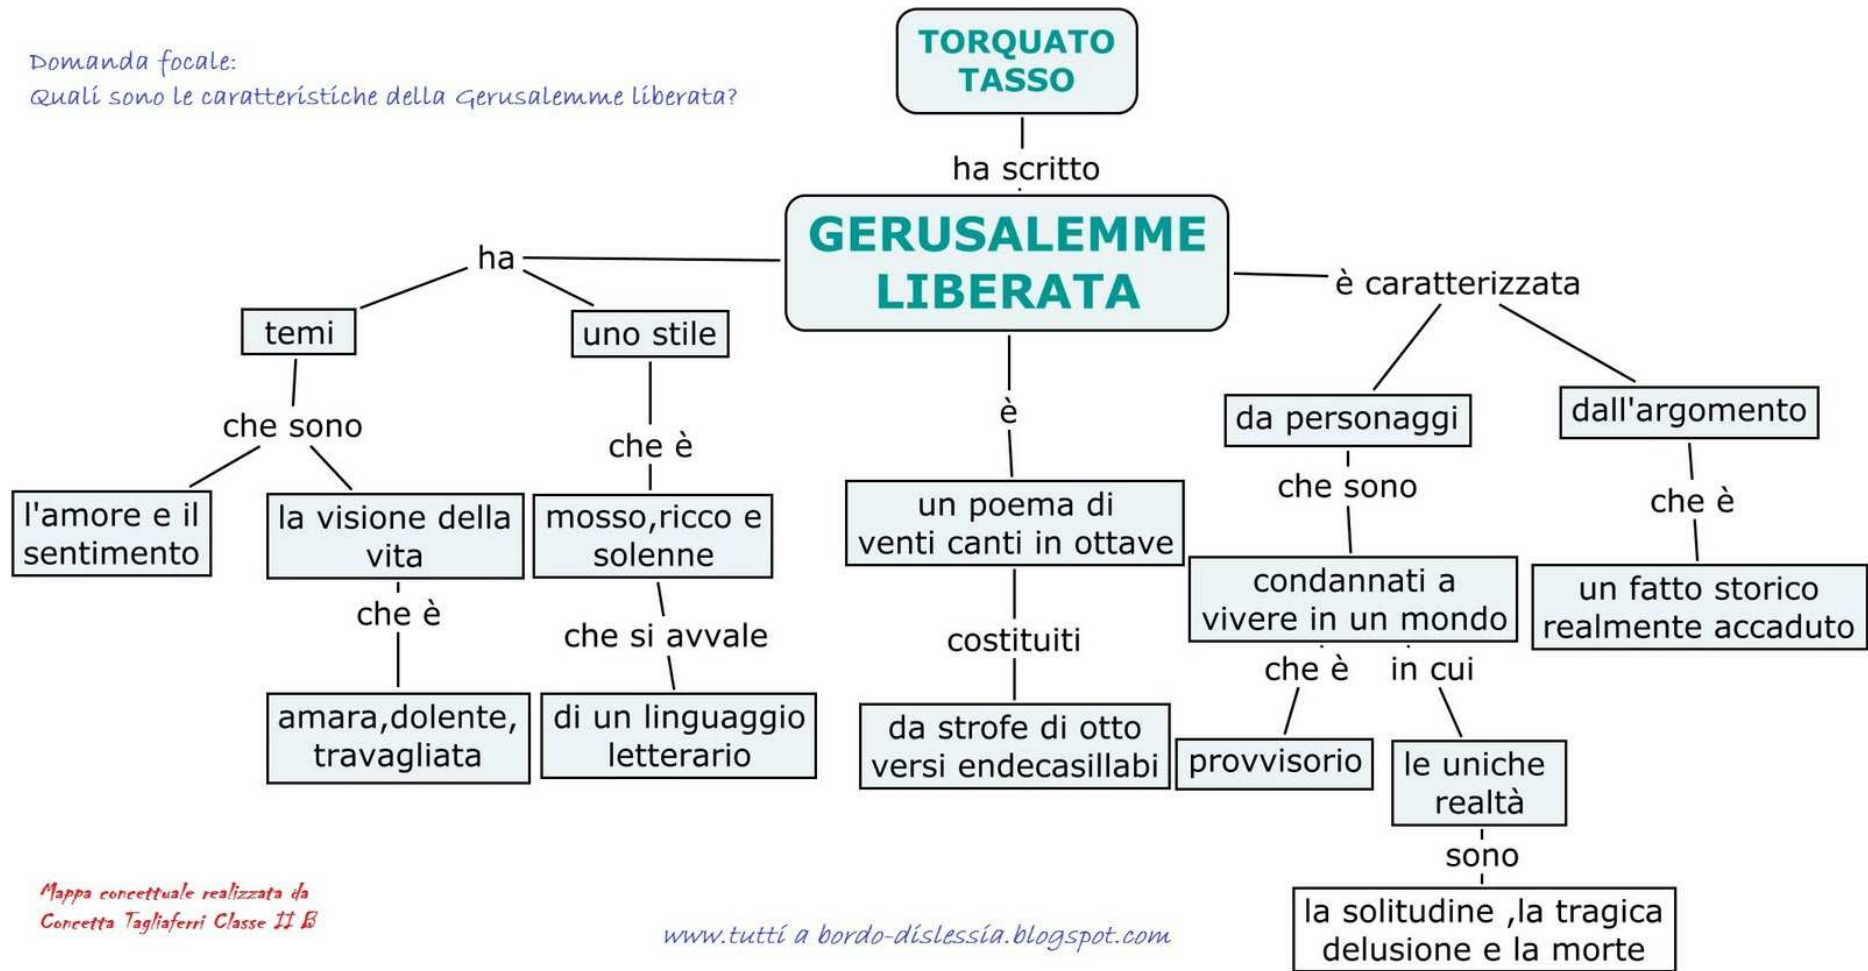 Domanda focale:
Quali sono le caratteristiche della Gerusalemme liberata?
TORQUATO
TASSO
ha scritto
GERUSALEMME
LIBERATA
ha
temi
che sono
l'amore e il
sentimento
la visione della
vita
che è
amara,dolente,
travagliata
uno stile
che è
mosso,ricco e
solenne
che si avvale
di un linguaggio
letterario
è
un poema di
venti canti in ottave
costituiti
da strofe di otto
versi endecasillabi
è caratterizzata
da personaggi
che sono
condannati a
vivere in un mondo
che è
provvisorio
in cui
le uniche
realtà
sono
la solitudine ,la tragica
delusione e la morte
dall'argomento
che è
un fatto storico
realmente accaduto
Mappa concettuale realizzata da
Concetta Tagliaferri Classe II B
www.tutti a bordo-dislessia.blogspot.com